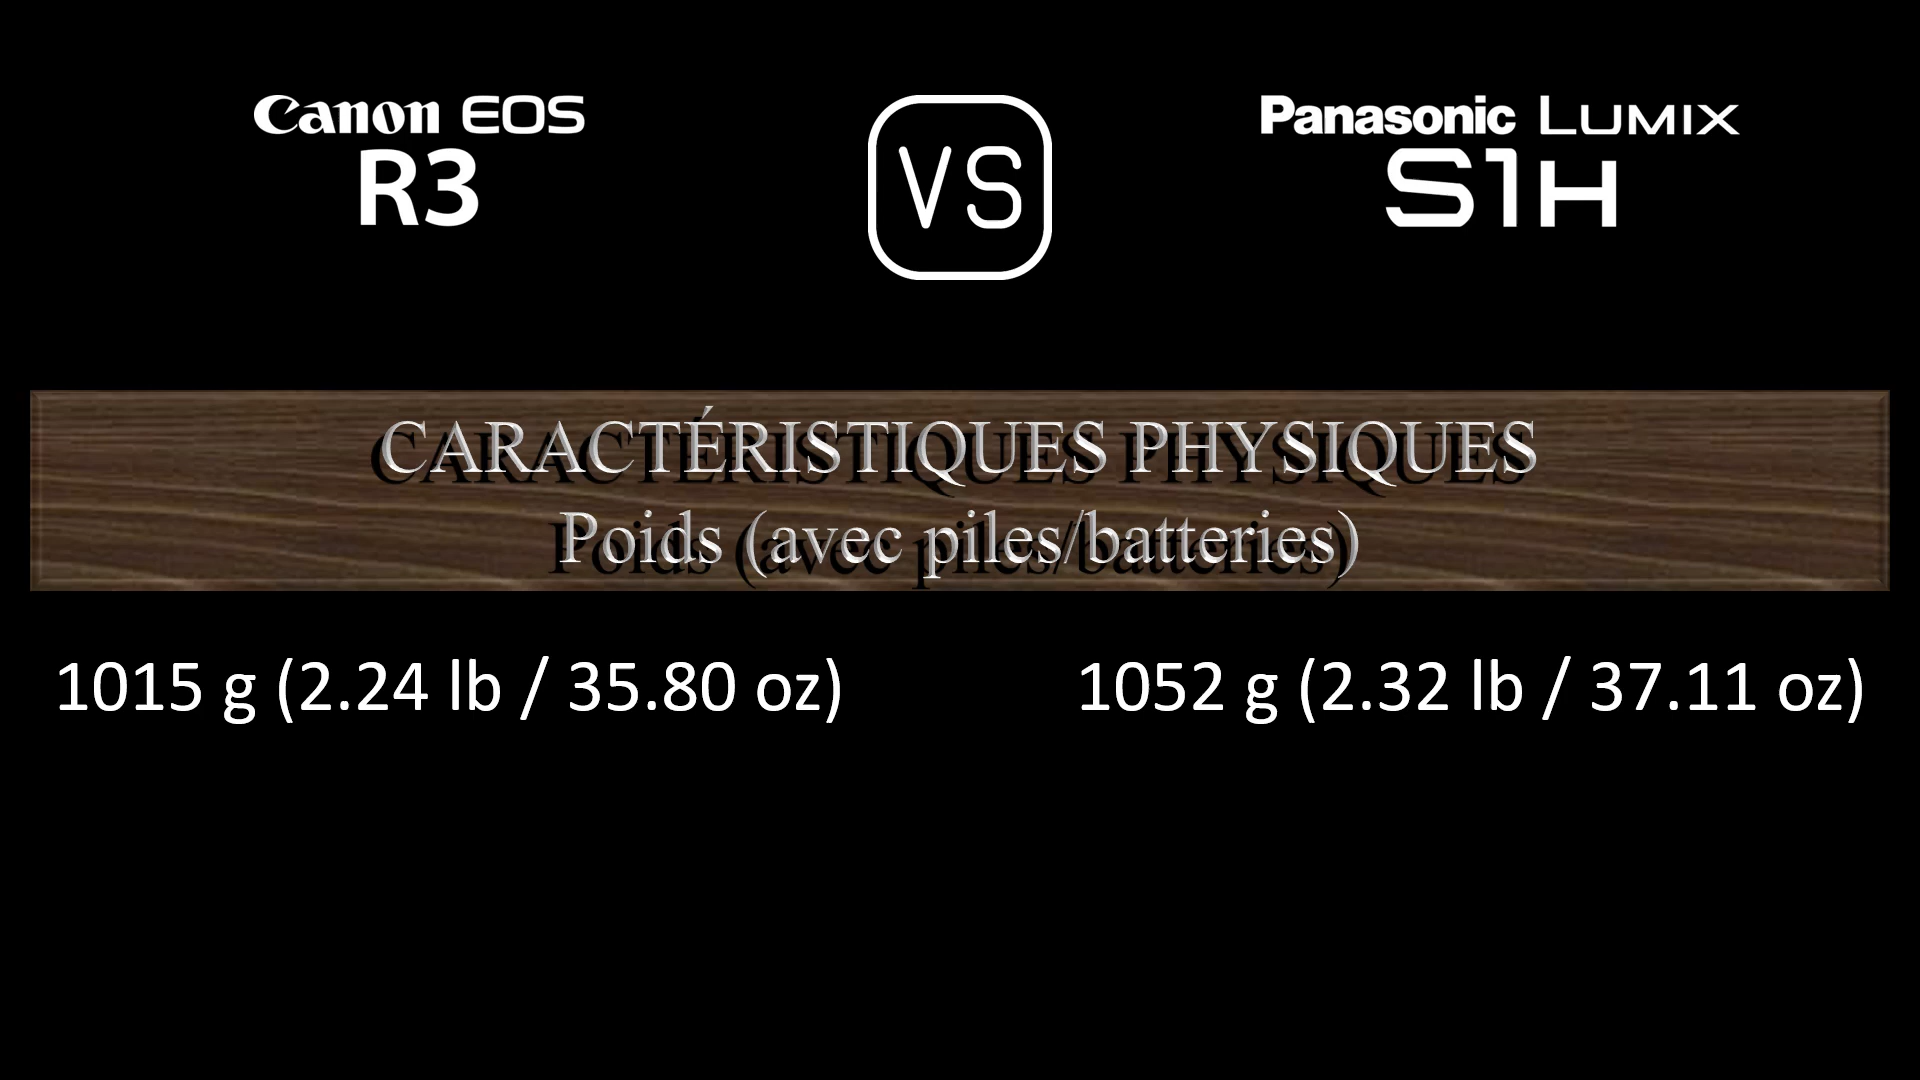 Canon EOS
R3
VS
Panasonic LUMIX
S1H
CARACTÉRISTIQUES PHYSIQUES
Poids (avec piles/batteries)
1015 g (2.24 lb / 35.80 oz)
1052 g (2.32 lb / 37.11 oz)